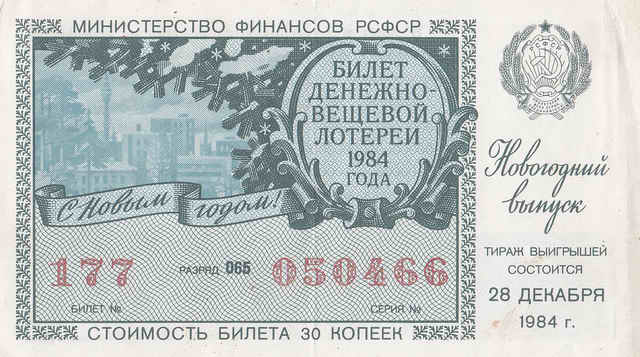 МИНИСТЕРСТВО ФИНАНСОВ РСФСР
БИЛЕТ
ДЕНЕЖНО-
ВЕЩЕВОЙ
ЛОТЕРЕИ
1984
ГОДА
С Новым годом!
177 РАЗРЯД 065 050466
БИЛЕТ № СЕРИЯ №
СТОИМОСТЬ БИЛЕТА 30 КОПЕЕК
РСФСР
Новогодний
выпуск
ТИРАЖ ВЫИГРЫШЕЙ
СОСТОИТСЯ
28 ДЕКАБРЯ
1984 г.